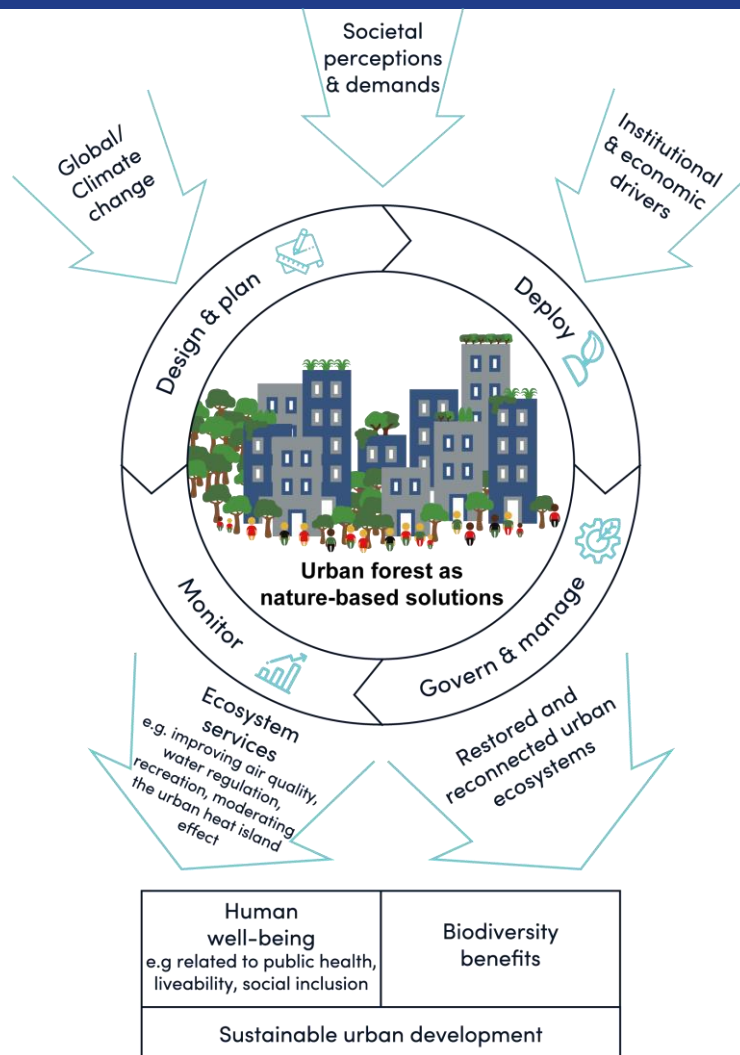 Societal
perceptions
& demands
Global/
Climate
change
Institutional
& economic
drivers
Design & plan
Deploy
Urban forest as
nature-based solutions
Monitor
Govern & manage
Ecosystem
services
e.g. improving air quality,
water regulation,
recreation, moderating
the urban heat island
effect
Restored and
reconnected urban
ecosystems
Human
well-being
e.g related to public health,
liveability, social inclusion
Biodiversity
benefits
Sustainable urban development